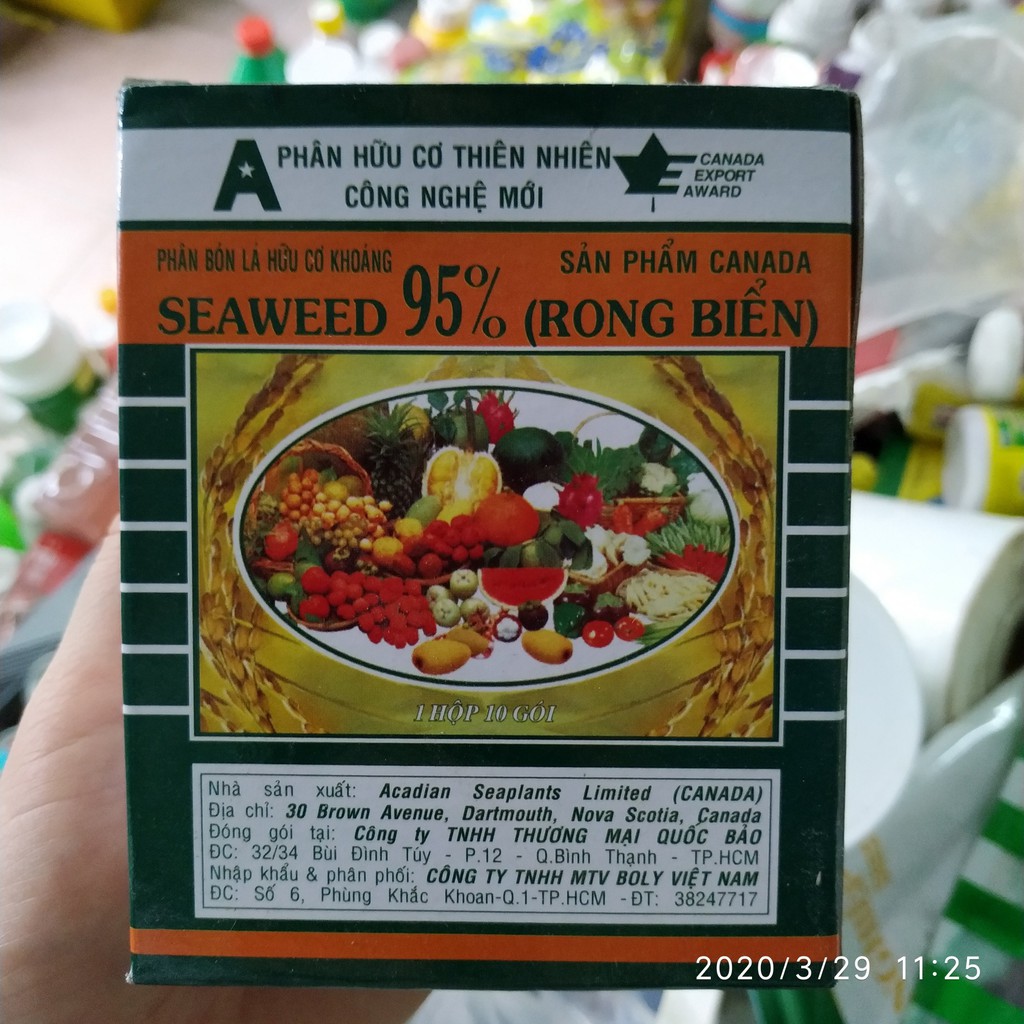 A PHÂN HỮU CƠ THIÊN NHIÊN
CÔNG NGHỆ MỚI
CANADA
EXPORT
AWARD
PHÂN BÓN LÁ HỮU CƠ KHOÁNG
SẢN PHẨM CANADA
SEAWEED 95% (RONG BIỂN)
1 HỘP 10 GÓI
Nhà sản xuất: Acadian Seaplants Limited (CANADA)
Địa chỉ: 30 Brown Avenue, Dartmouth, Nova Scotia, Canada
Đóng gói tại: Công ty TNHH THƯƠNG MẠI QUỐC BẢO
ĐC: 32/34 Bùi Đình Túy - P.12 - Q.Bình Thạnh - TP.HCM
Nhập khẩu & phân phối: CÔNG TY TNHH MTV BOLY VIỆT NAM
ĐC: Số 6, Phùng Khắc Khoan-Q.1-TP.HCM -ĐT: 38247717
2020/3/29 11:25